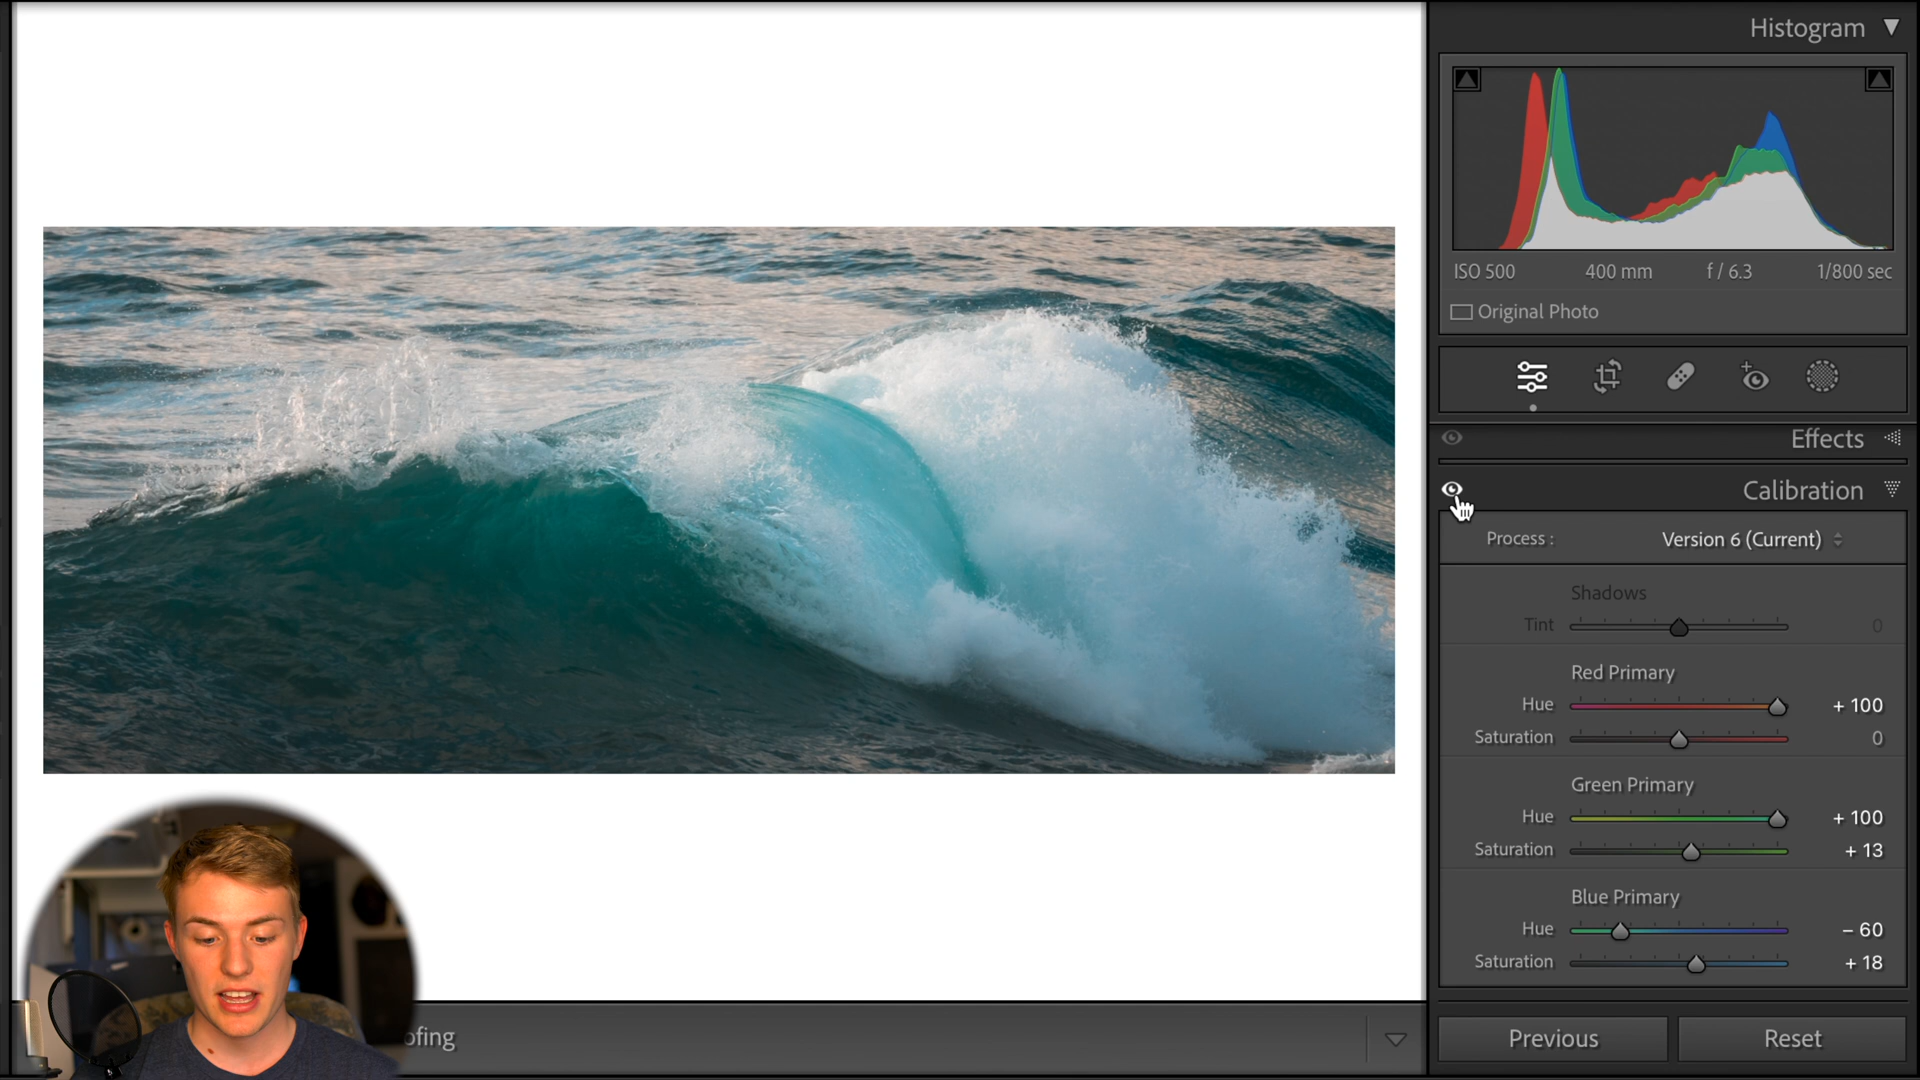 Histogram
ISO 500 400 mm f / 6.3 1/800 sec
Original Photo
Effects
Calibration
Process : Version 6 (Current)
Shadows
Tint 0
Red Primary
Hue + 100
Saturation 0
Green Primary
Hue + 100
Saturation + 13
Blue Primary
Hue – 60
Saturation + 18
ofing
Previous Reset